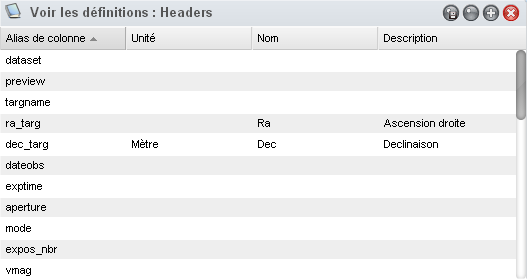 Voir les définitions : Headers
Alias de colonne Unité Nom Description
dataset
preview
targname
ra_targ Ra Ascension droite
dec_targ Mètre Dec Declinaison
dateobs
exptime
aperture
mode
expos_nbr
vmag